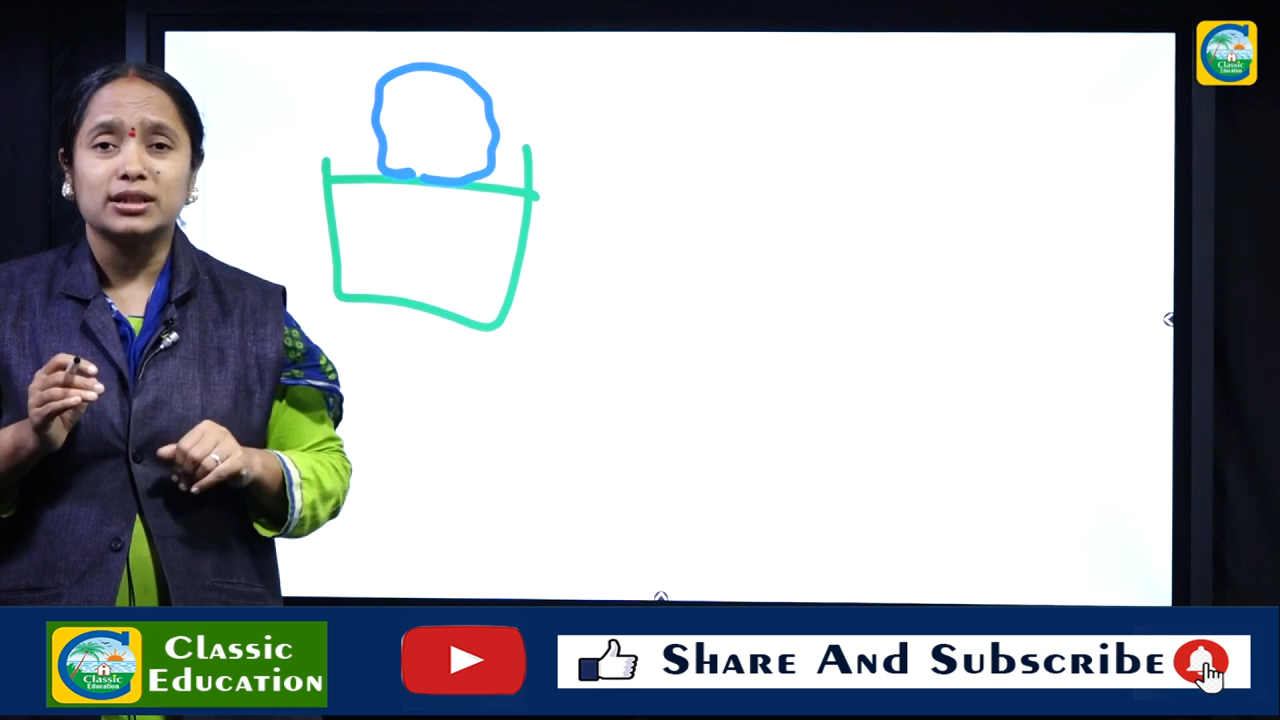 Classic
Education
Classic
Education
Classic
Education
Share And Subscribe